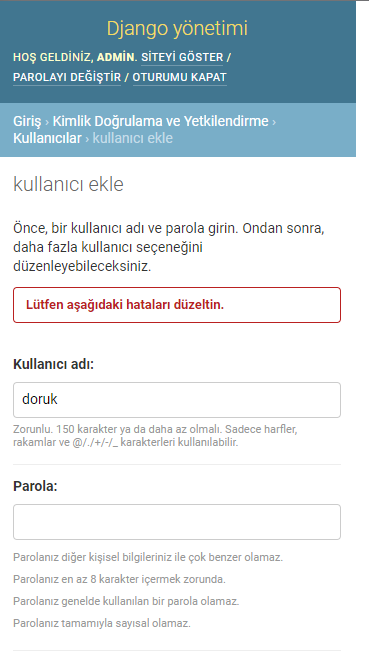 Django yönetimi
HOŞ GELDİNİZ, ADMIN. SİTEYİ GÖSTER /
PAROLAYI DEĞİŞTİR / OTURUMU KAPAT
Giriş › Kimlik Doğrulama ve Yetkilendirme ›
Kullanıcılar › kullanıcı ekle
kullanıcı ekle
Önce, bir kullanıcı adı ve parola girin. Ondan sonra,
daha fazla kullanıcı seçeneğini
düzenleyebileceksiniz.
Lütfen aşağıdaki hataları düzeltin.
Kullanıcı adı:
doruk
Zorunlu. 150 karakter ya da daha az olmalı. Sadece harfler,
rakamlar ve @/./+/-/_ karakterleri kullanılabilir.
Parola:
Parolanız diğer kişisel bilgileriniz ile çok benzer olamaz.
Parolanız en az 8 karakter içermek zorunda.
Parolanız genelde kullanılan bir parola olamaz.
Parolanız tamamıyla sayısal olamaz.